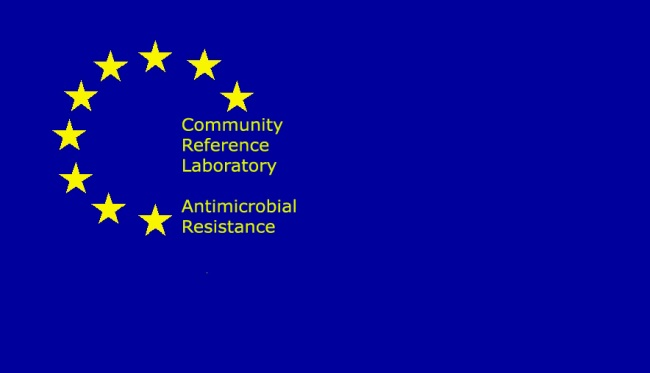 Community
Reference
Laboratory
Antimicrobial
Resistance